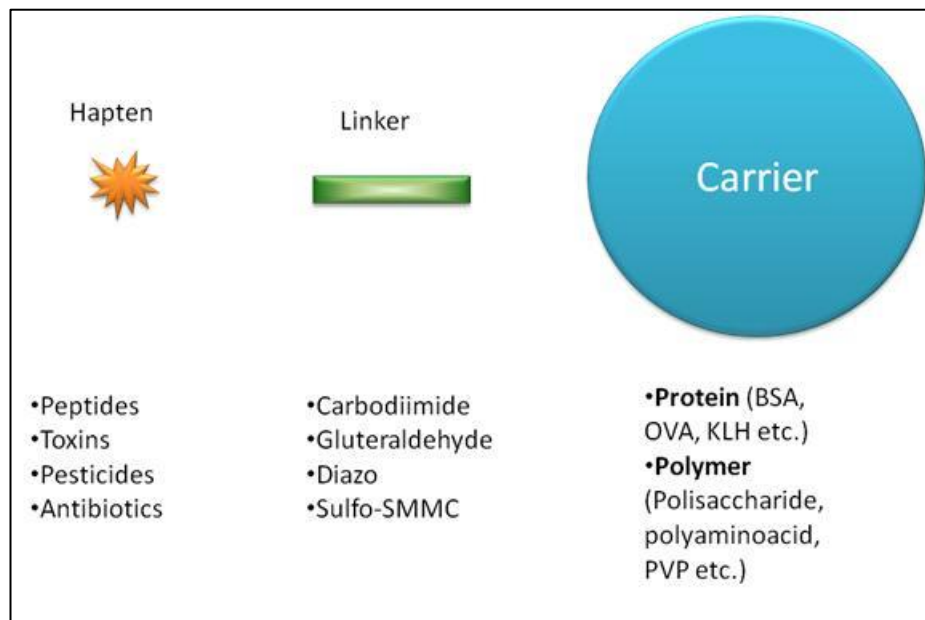 Hapten
Linker
Carrier
•Peptides
•Toxins
•Pesticides
•Antibiotics
•Carbodiimide
•Gluteraldehyde
•Diazo
•Sulfo-SMMC
•Protein (BSA,
OVA, KLH etc.)
•Polymer
(Polisaccharide,
polyaminoacid,
PVP etc.)